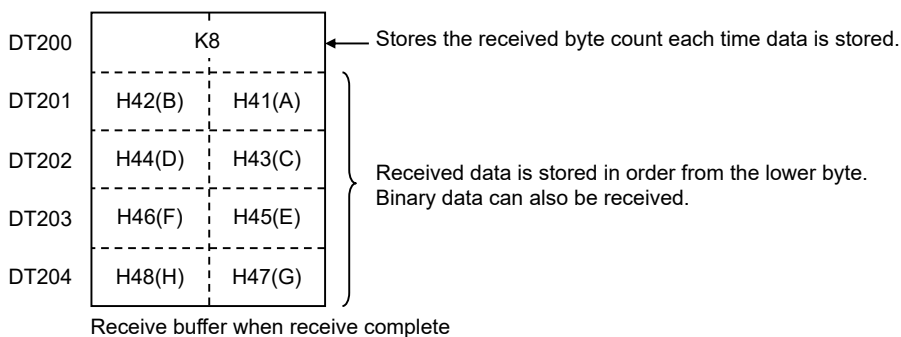 DT200 K8 Stores the received byte count each time data is stored.
DT201 H42(B) H41(A)
DT202 H44(D) H43(C)
Received data is stored in order from the lower byte.
Binary data can also be received.
DT203 H46(F) H45(E)
DT204 H48(H) H47(G)
Receive buffer when receive complete